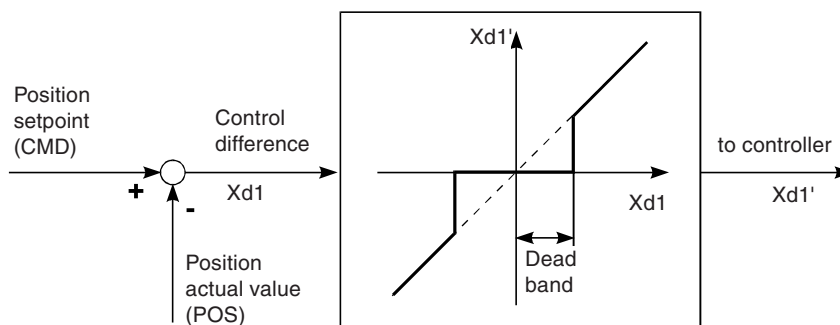 Position
setpoint
(CMD)
+
-
Position
actual value
(POS)
Control
difference
Xd1
Xd1'
Xd1
Dead
band
to controller
Xd1'